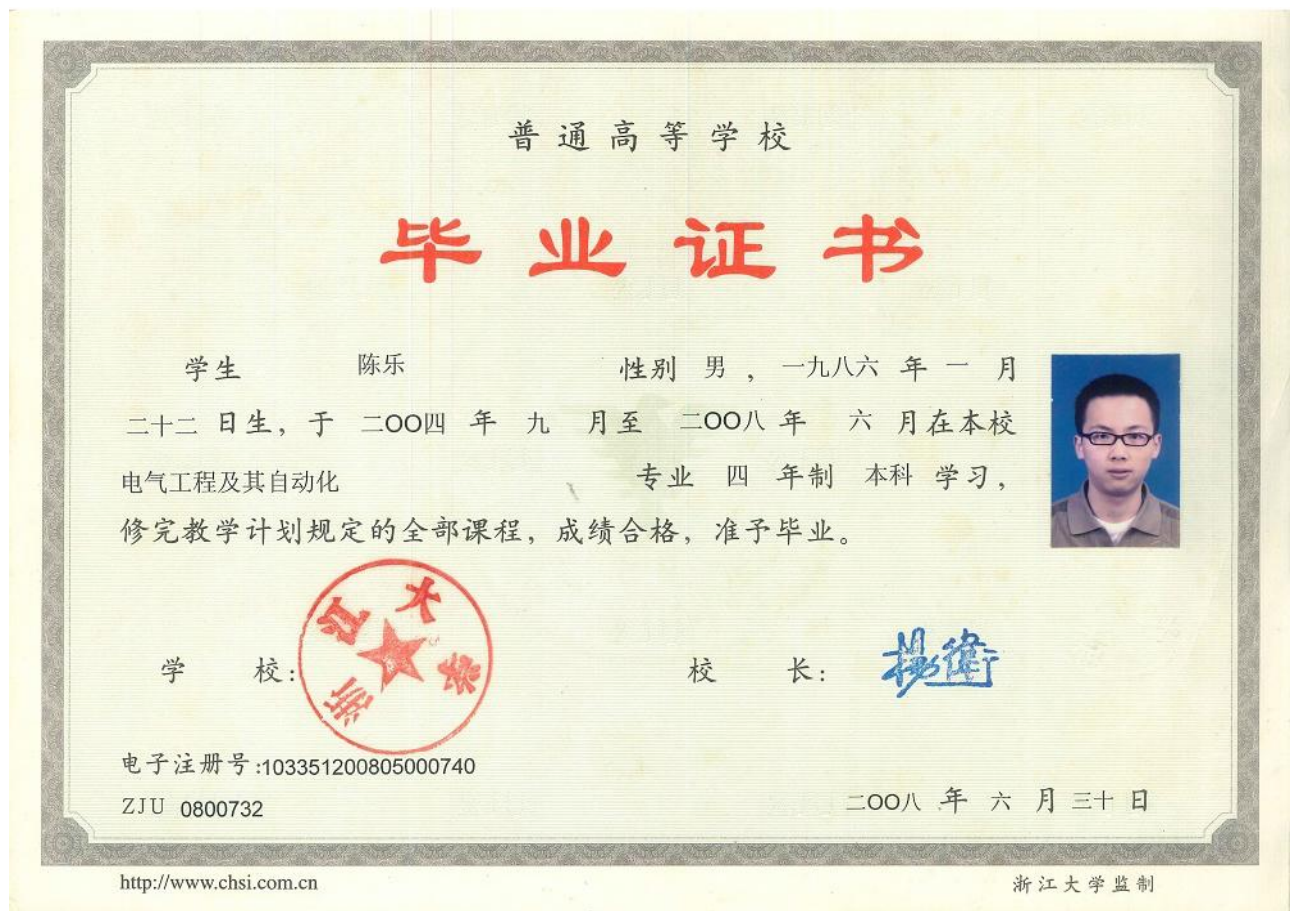 普通高等学校
毕业证书
学生 陈乐 性别 男 ， 一九八六 年 一 月
二十二 日生，于 二OO四 年 九 月至 二OO八 年 六 月在本校
电气工程及其自动化 专业 四 年制 本科 学习，
修完教学计划规定的全部课程，成绩合格，准予毕业。
浙江大学
学 校： 校 长： 杨卫
电子注册号:103351200805000740
ZJU 0800732 二OO八 年 六 月 三十 日
http://www.chsi.com.cn 浙江大学监制